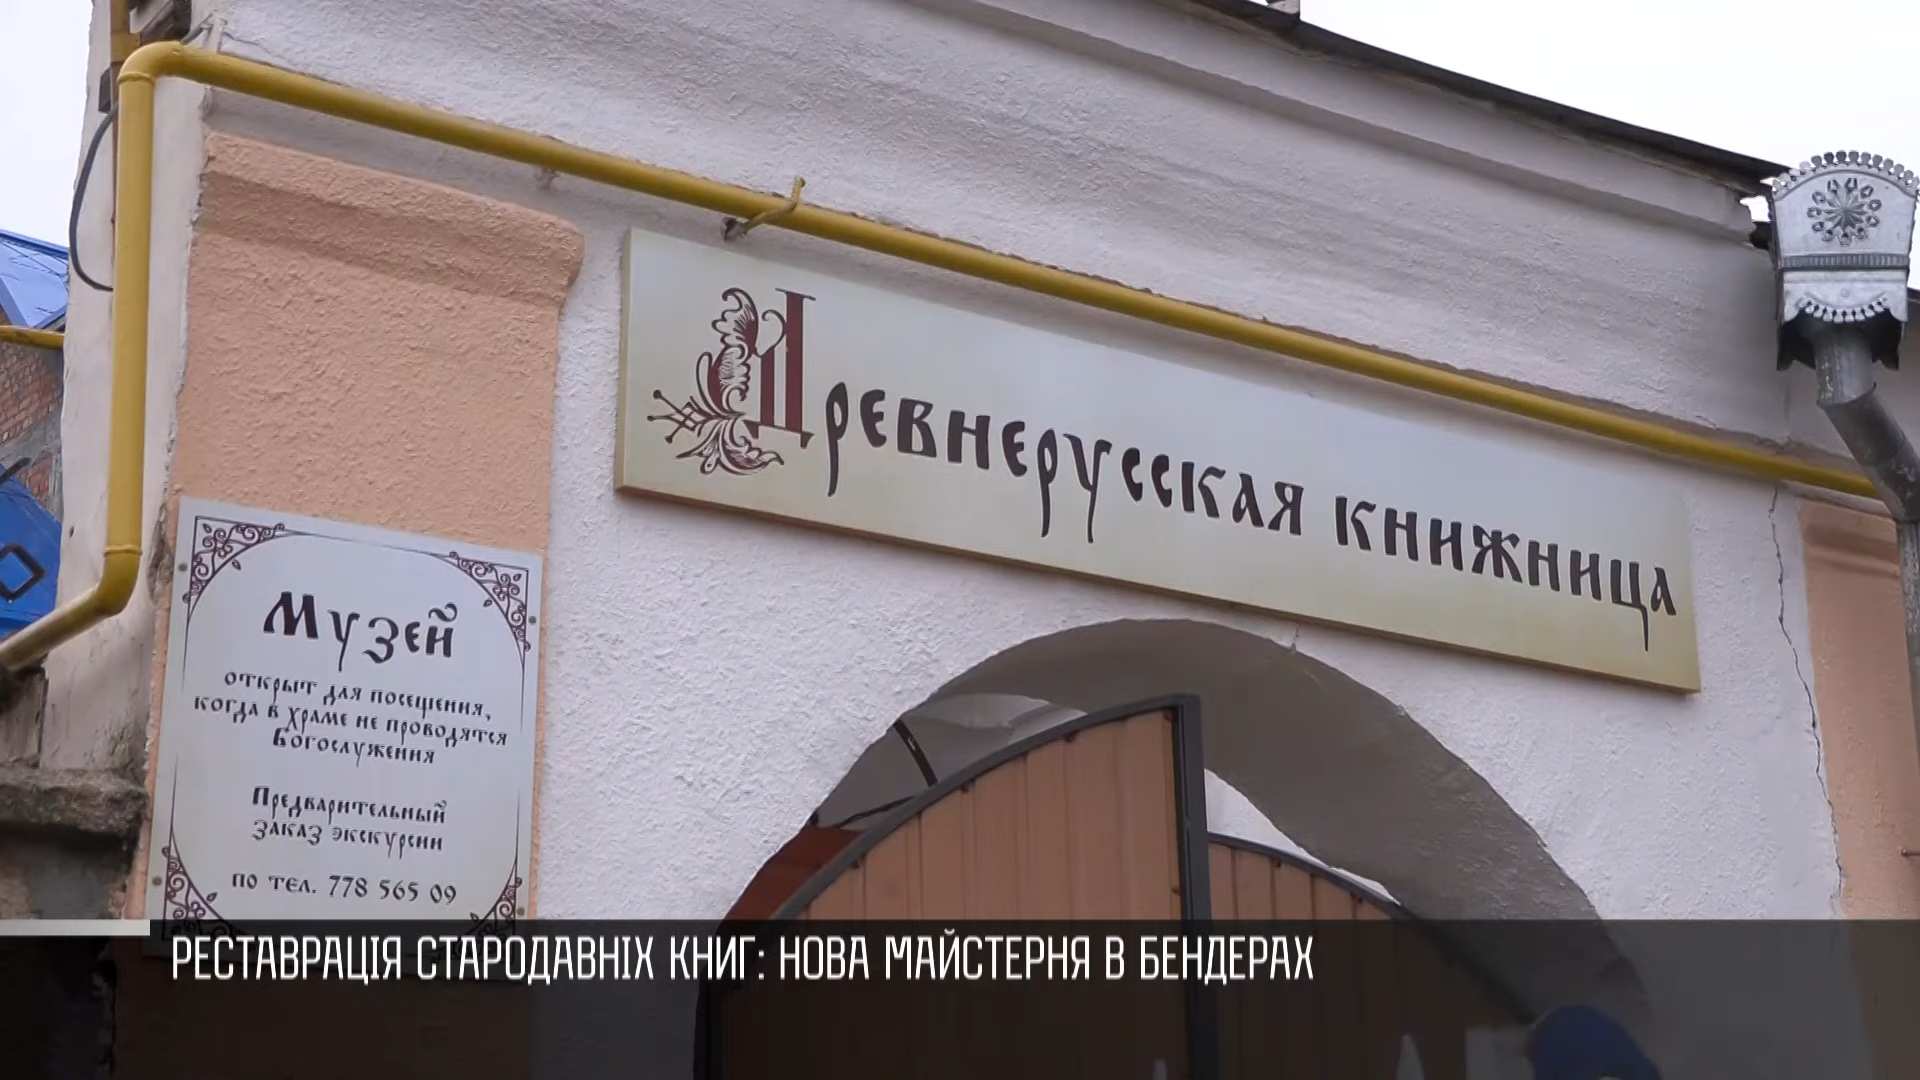 Древнерусская книжница
Музей
открыт для посещения,
когда в храме не проводятся
Богослужения
Предварительный
заказ экскурсии
по тел. 778 565 09
РЕСТАВРАЦІЯ СТАРОДАВНІХ КНИГ: НОВА МАЙСТЕРНЯ В БЕНДЕРАХ